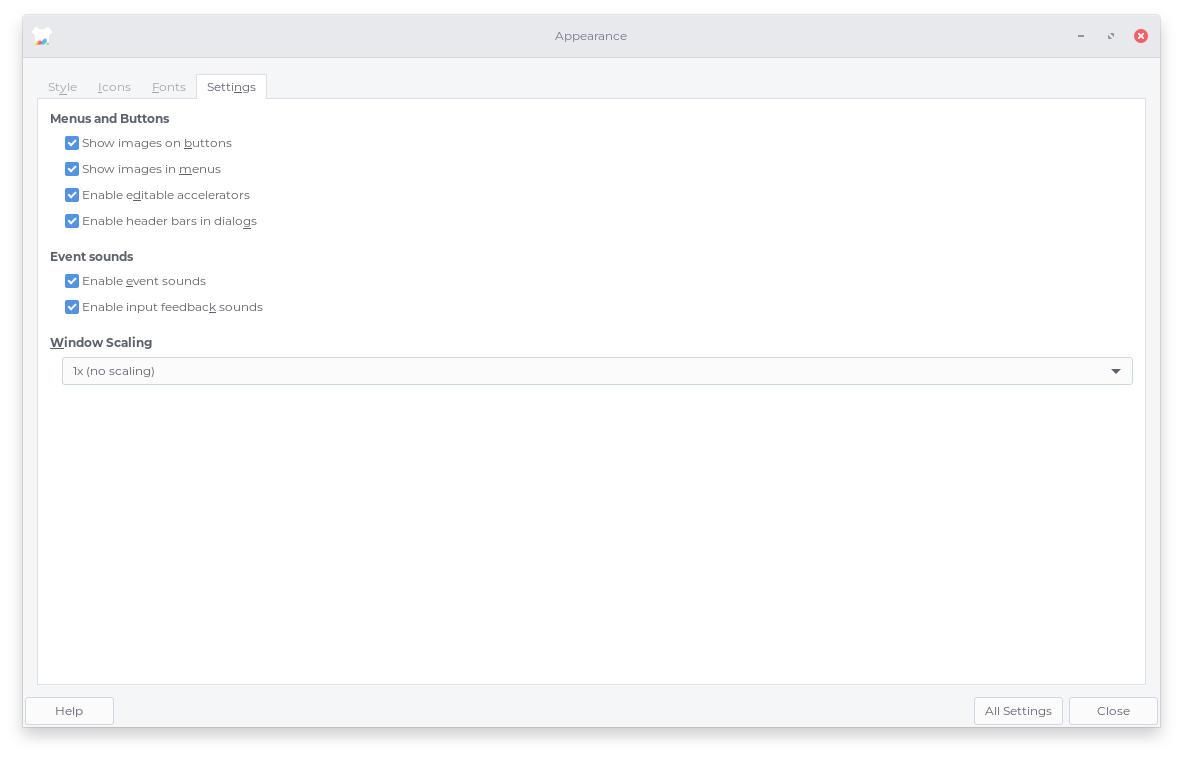 Appearance
Style Icons Fonts Settings
Menus and Buttons
Show images on buttons
Show images in menus
Enable editable accelerators
Enable header bars in dialogs
Event sounds
Enable event sounds
Enable input feedback sounds
Window Scaling
1x (no scaling)
Help All Settings Close